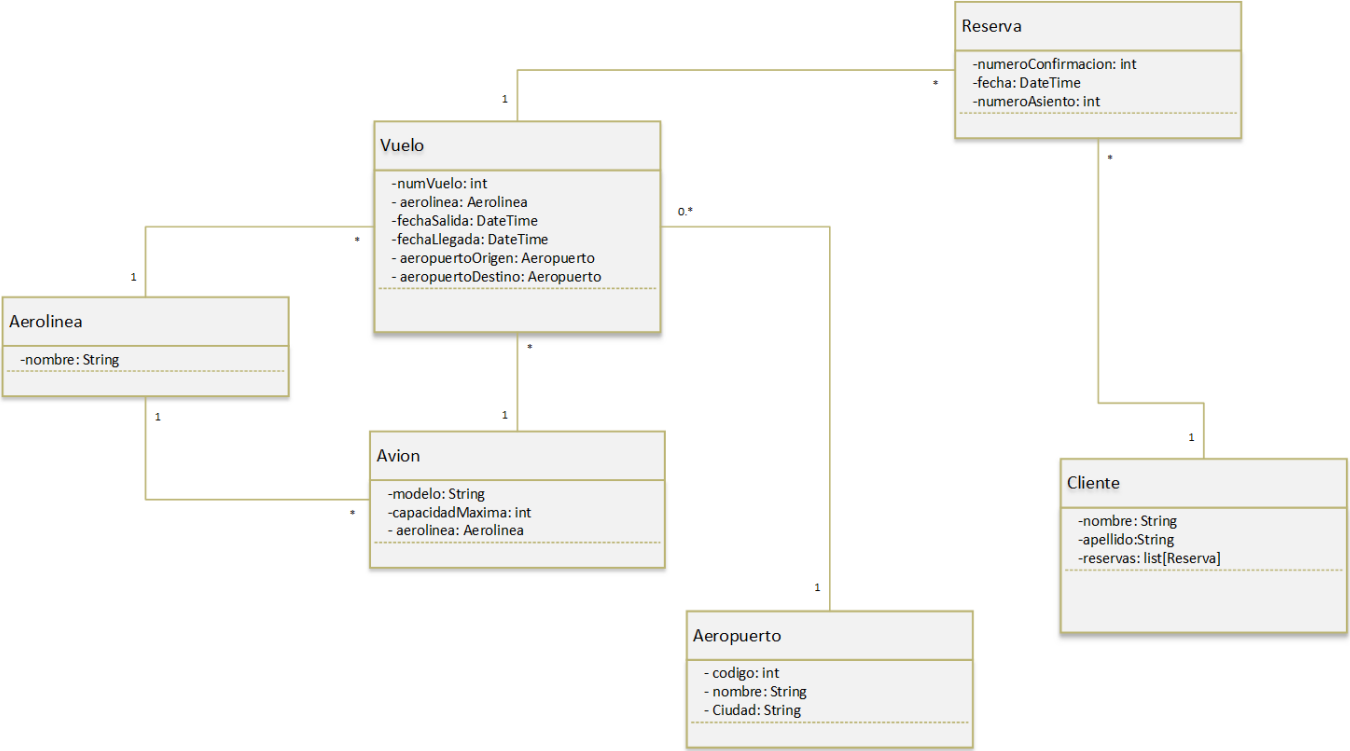 Reserva
-numeroConfirmacion: int
-fecha: DateTime
-numeroAsiento: int
*
1
*
Vuelo
-numVuelo: int
- aerolinea: Aerolinea
-fechaSalida: DateTime
-fechaLlegada: DateTime
- aeropuertoOrigen: Aeropuerto
- aeropuertoDestino: Aeropuerto
0.*
*
1
Aerolinea
-nombre: String
1
*
1
Avion
-modelo: String
-capacidadMaxima: int
- aerolinea: Aerolinea
*
1
Cliente
-nombre: String
-apellido:String
-reservas: list[Reserva]
1
Aeropuerto
- codigo: int
- nombre: String
- Ciudad: String